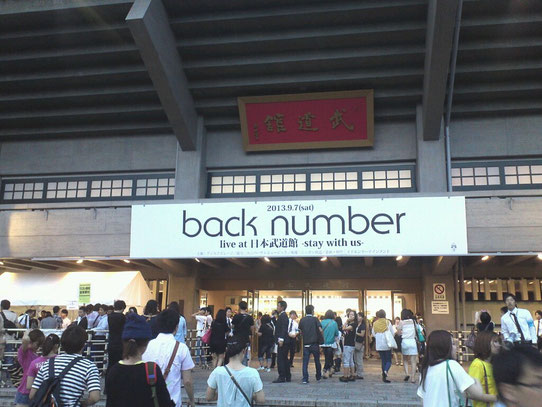 館道武
2013.9.7(sat)
back number
live at 日本武道館 -stay with us-